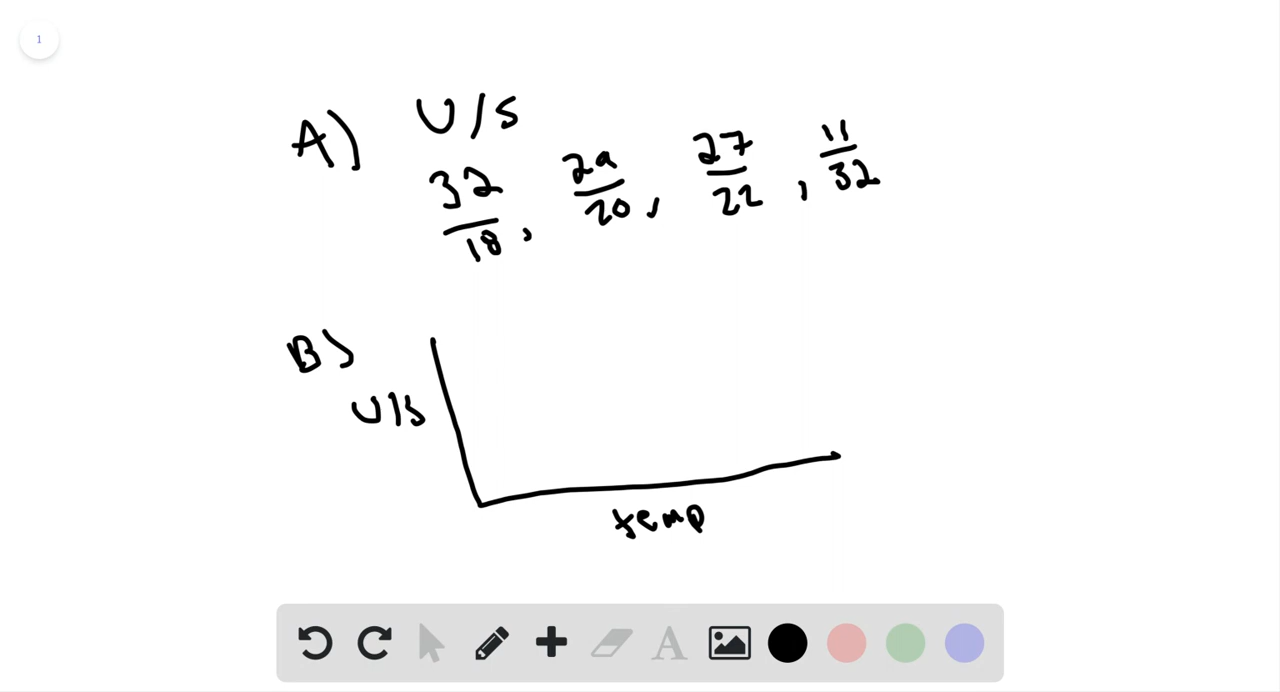 1
A) U/S
32/18, 29/20, 27/22, 11/32
B)
U/S
temp
A